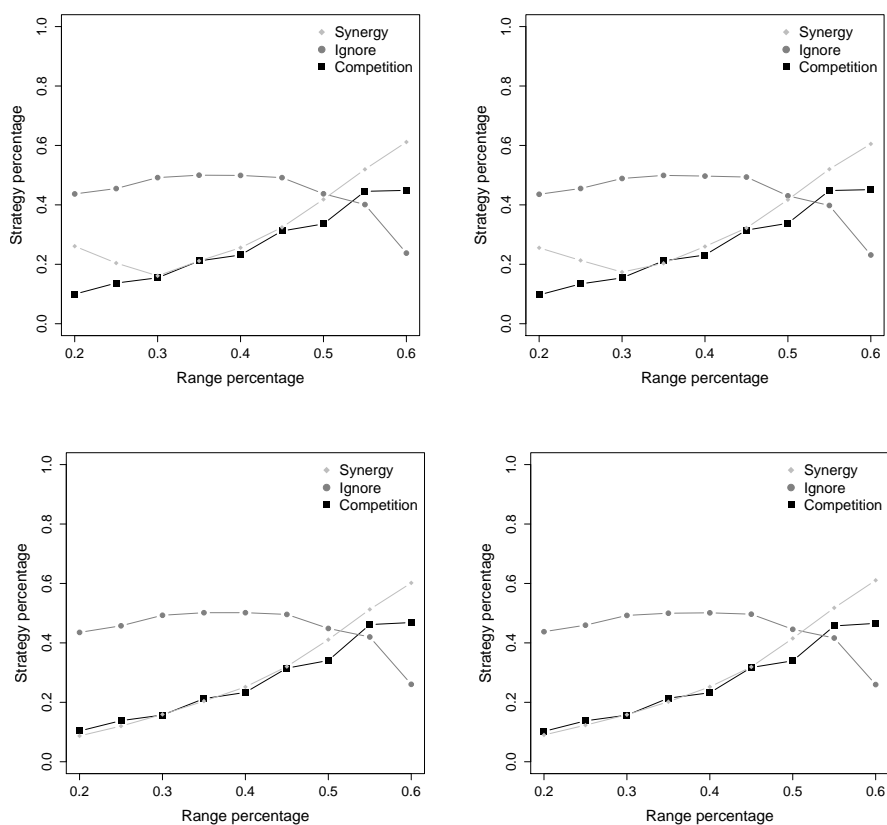 Synergy
Ignore
Competition
1.0
0.8
0.6
0.4
0.2
0.0
Strategy percentage
0.2 0.3 0.4 0.5 0.6
Range percentage
Synergy
Ignore
Competition
1.0
0.8
0.6
0.4
0.2
0.0
Strategy percentage
0.2 0.3 0.4 0.5 0.6
Range percentage
Synergy
Ignore
Competition
1.0
0.8
0.6
0.4
0.2
0.0
Strategy percentage
0.2 0.3 0.4 0.5 0.6
Range percentage
Synergy
Ignore
Competition
1.0
0.8
0.6
0.4
0.2
0.0
Strategy percentage
0.2 0.3 0.4 0.5 0.6
Range percentage